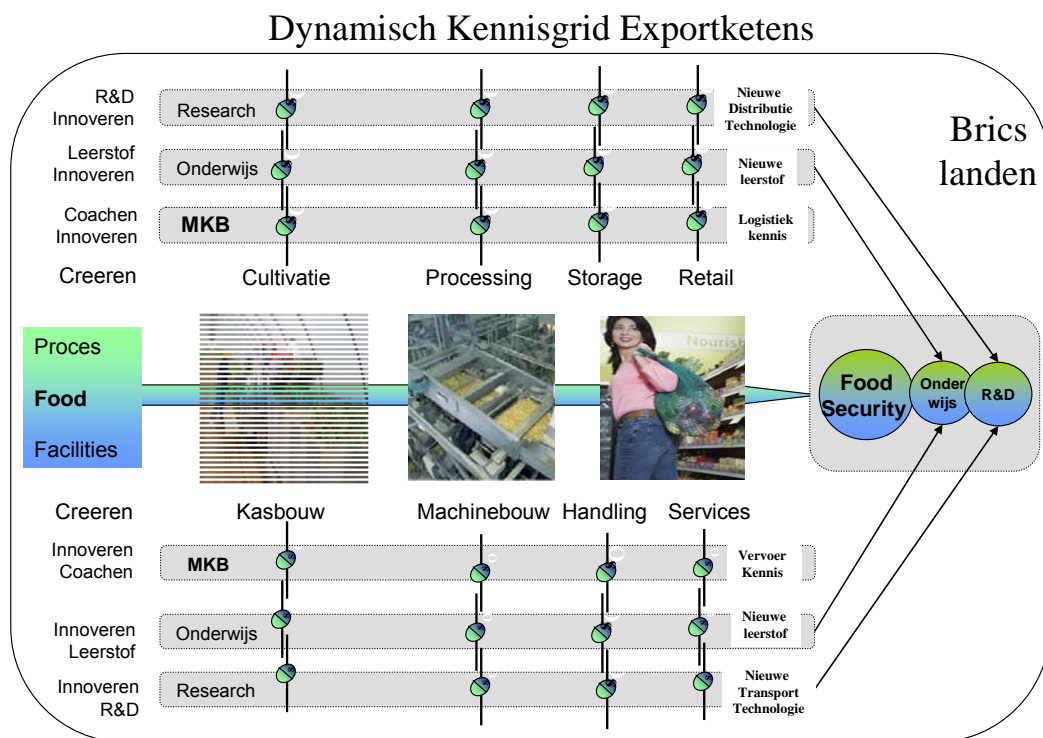 Dynamisch Kennisgrid Exportketens
Brics
landen
R&D
Innoveren
Research
Nieuwe
Distributie
Technologie
Leerstof
Innoveren
Onderwijs
Nieuwe
leerstof
Coachen
Innoveren
MKB
Logistiek
kennis
Creeren
Cultivatie
Processing
Storage
Retail
Proces
Food
Facilities
Nourish
Food
Security
Onder
wijs
R&D
Creeren
Kasbouw
Machinebouw
Handling
Services
Innoveren
Coachen
MKB
Vervoer
Kennis
Innoveren
Leerstof
Onderwijs
Nieuwe
leerstof
Innoveren
R&D
Research
Nieuwe
Transport
Technologie